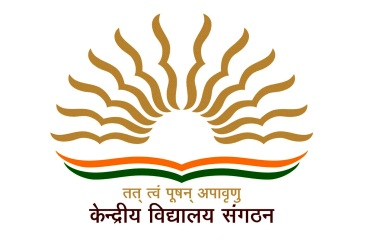 तत् त्वं पूषन् अपावृणु
केन्द्रीय विद्यालय संगठन